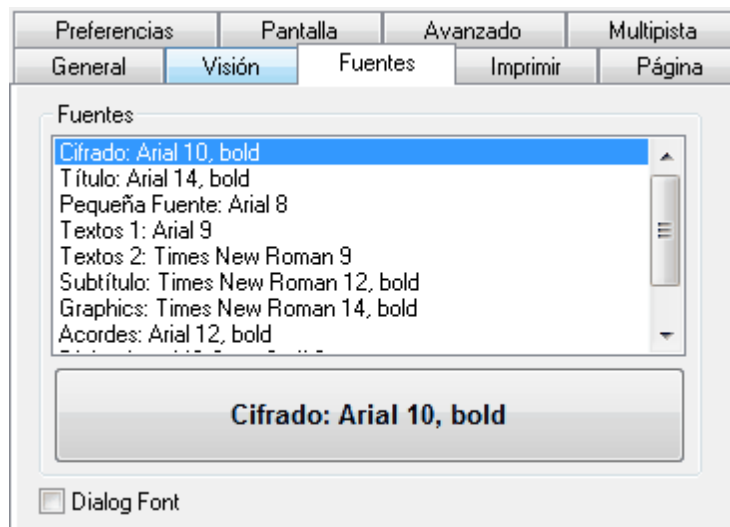 Preferencias Pantalla Avanzado Multipista
General Visión Fuentes Imprimir Página
Fuentes
Cifrado: Arial 10, bold
Título: Arial 14, bold
Pequeña Fuente: Arial 8
Textos 1: Arial 9
Textos 2: Times New Roman 9
Subtítulo: Times New Roman 12, bold
Graphics: Times New Roman 14, bold
Acordes: Arial 12, bold
Cifrado: Arial 10, bold
Dialog Font